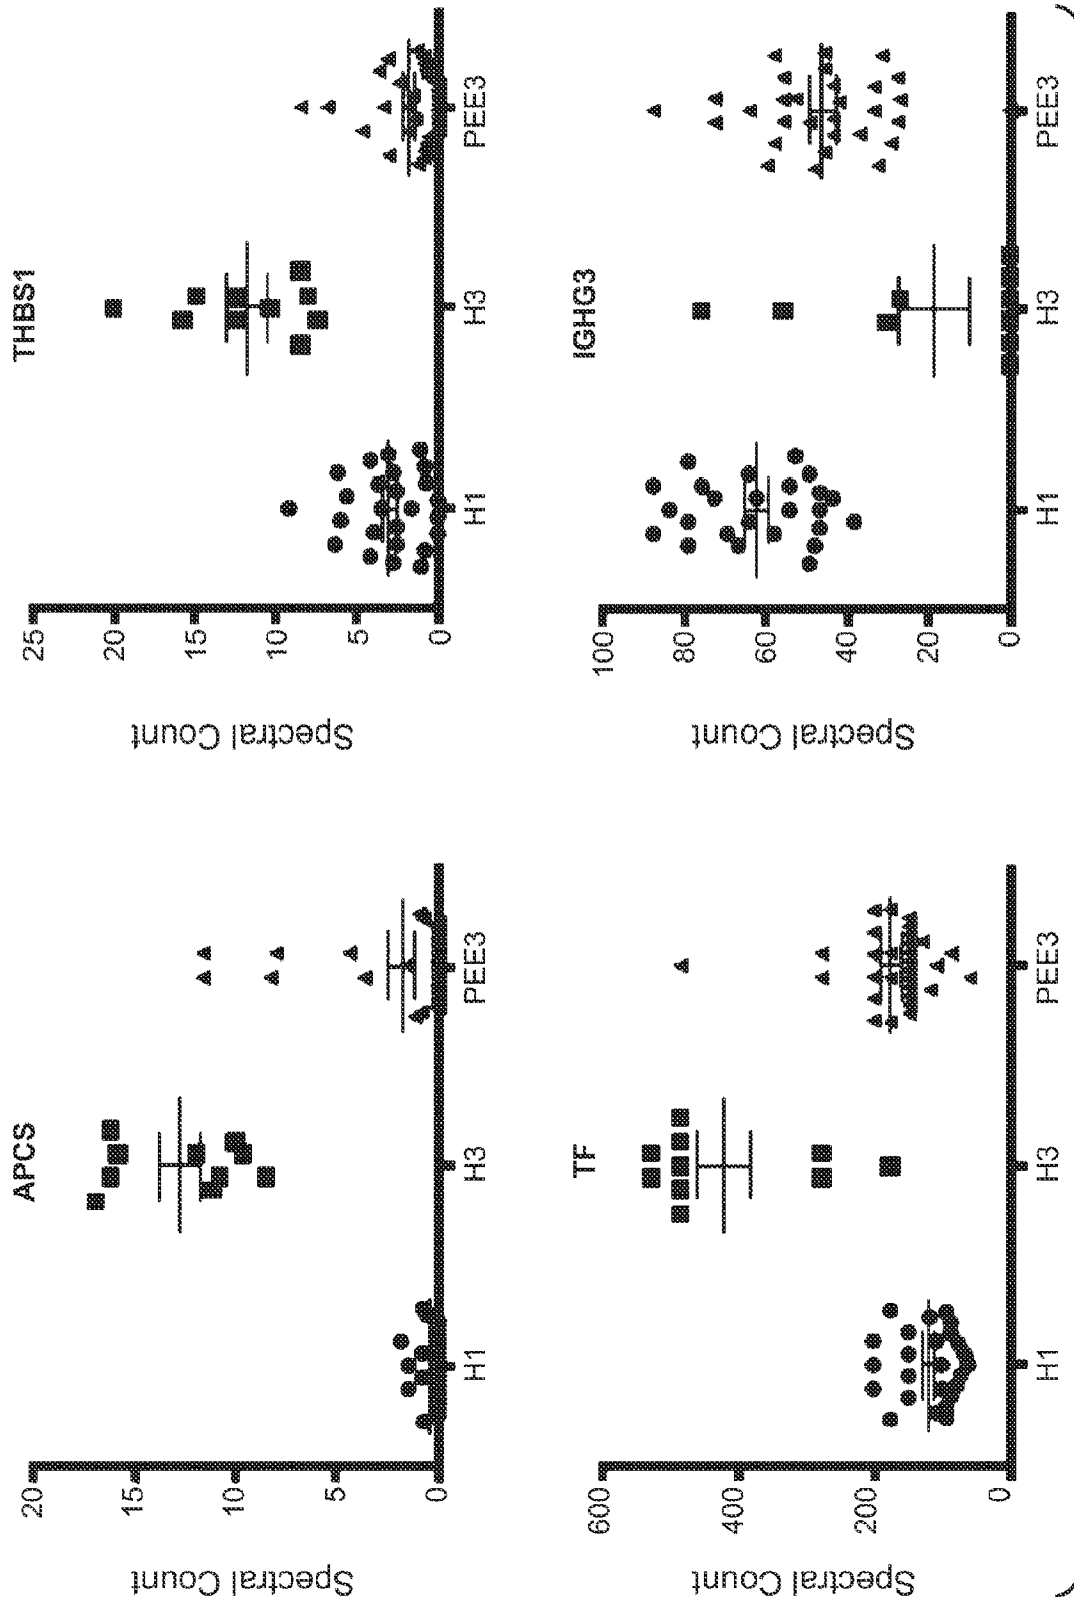 APCS
Spectral Count
20
15
10
5
0
H1
H3
PEE3
THBS1
Spectral Count
25
20
15
10
5
0
H1
H3
PEE3
TF
Spectral Count
600
400
200
0
H1
H3
PEE3
IGHG3
Spectral Count
100
80
60
40
20
0
H1
H3
PEE3